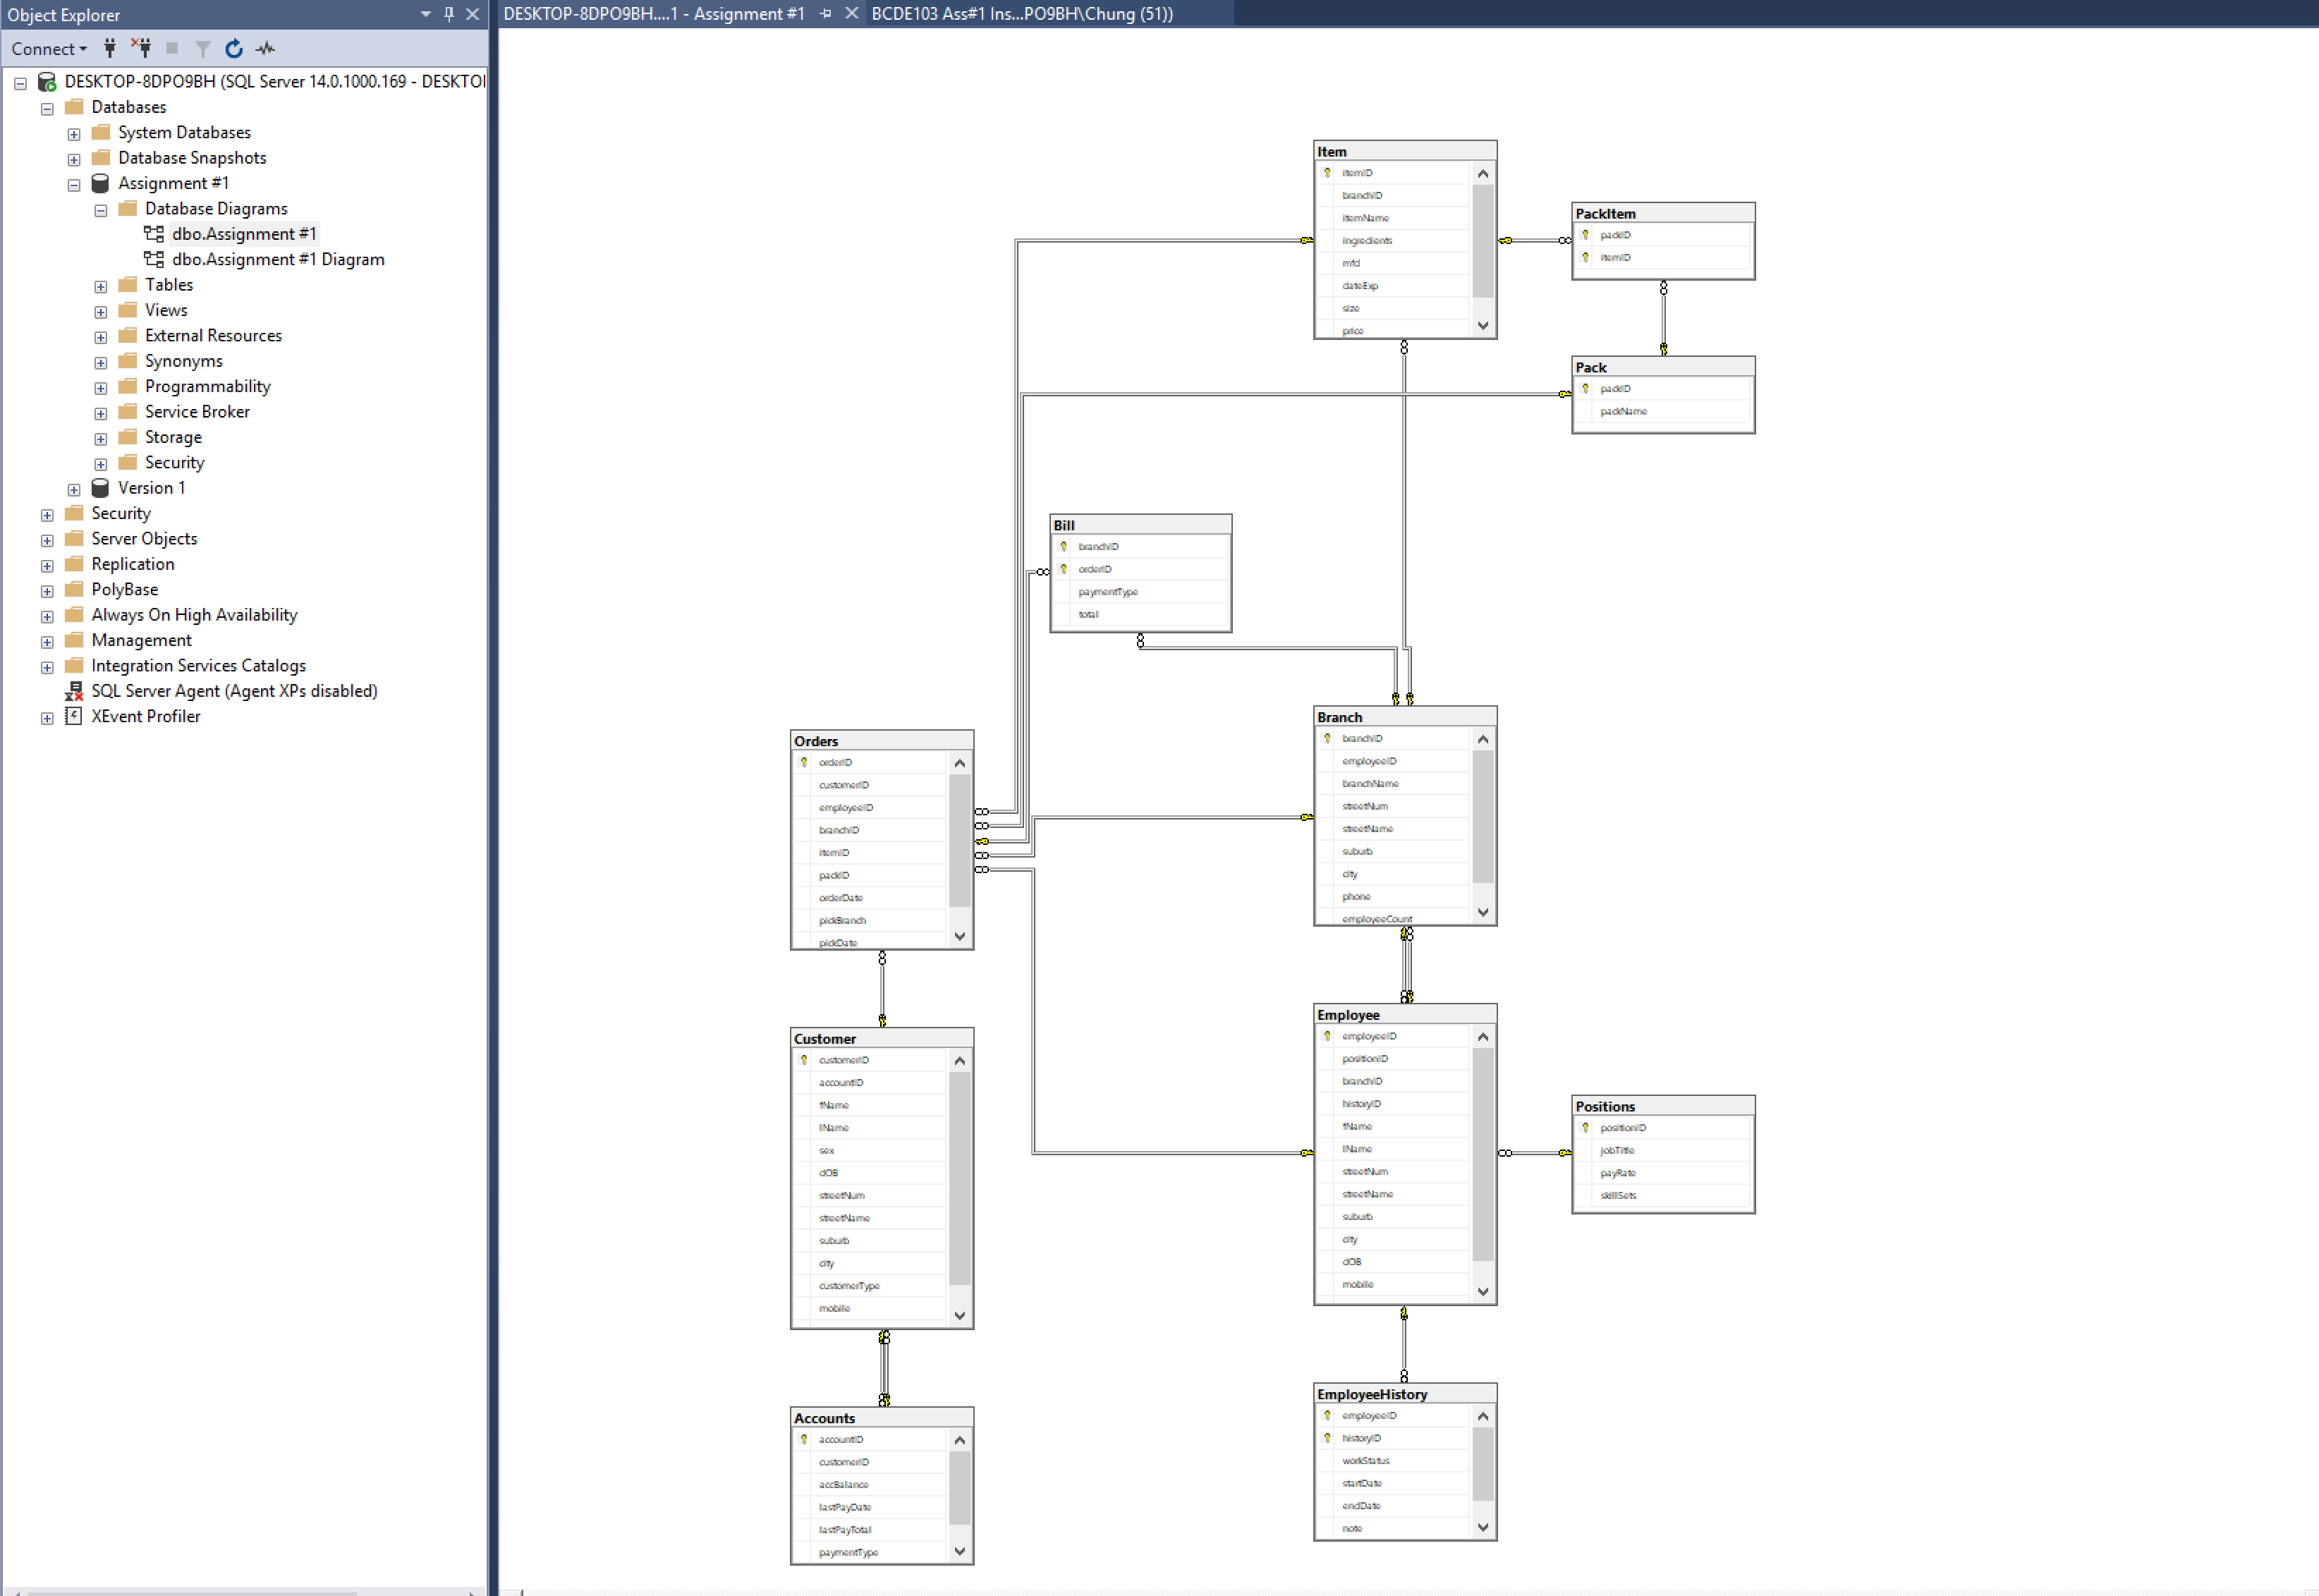 Object Explorer
Connect
DESKTOP-8DPO9BH (SQL Server 14.0.1000.169 - DESKTOI
Databases
System Databases
Database Snapshots
Assignment #1
Database Diagrams
dbo.Assignment #1
dbo.Assignment #1 Diagram
Tables
Views
External Resources
Synonyms
Programmability
Service Broker
Storage
Security
Version 1
Security
Server Objects
Replication
PolyBase
Always On High Availability
Management
Integration Services Catalogs
SQL Server Agent (Agent XPs disabled)
XEvent Profiler
DESKTOP-8DPO9BH....1 - Assignment #1
BCDE103 Ass#1 Ins...PO9BH\Chung (51))
Item
itemID
branchID
itemName
ingredients
mfd
dateExp
size
price
PackItem
packID
itemID
Pack
packID
packName
Bill
branchID
orderID
paymentType
total
Orders
orderID
customerID
employeeID
branchID
itemID
packID
orderDate
pickBranch
pickDate
Branch
branchID
employeeID
branchName
streetNum
streetName
suburb
city
phone
employeeCount
Customer
customerID
accountID
fName
lName
sex
dOB
streetNum
streetName
suburb
city
customerType
mobile
Employee
employeeID
positionID
branchID
historyID
fName
lName
streetNum
streetName
suburb
city
dOB
mobile
Positions
positionID
jobTitle
payRate
skillSets
Accounts
accountID
customerID
accBalance
lastPayDate
lastPayTotal
paymentType
EmployeeHistory
employeeID
historyID
workStatus
startDate
endDate
note